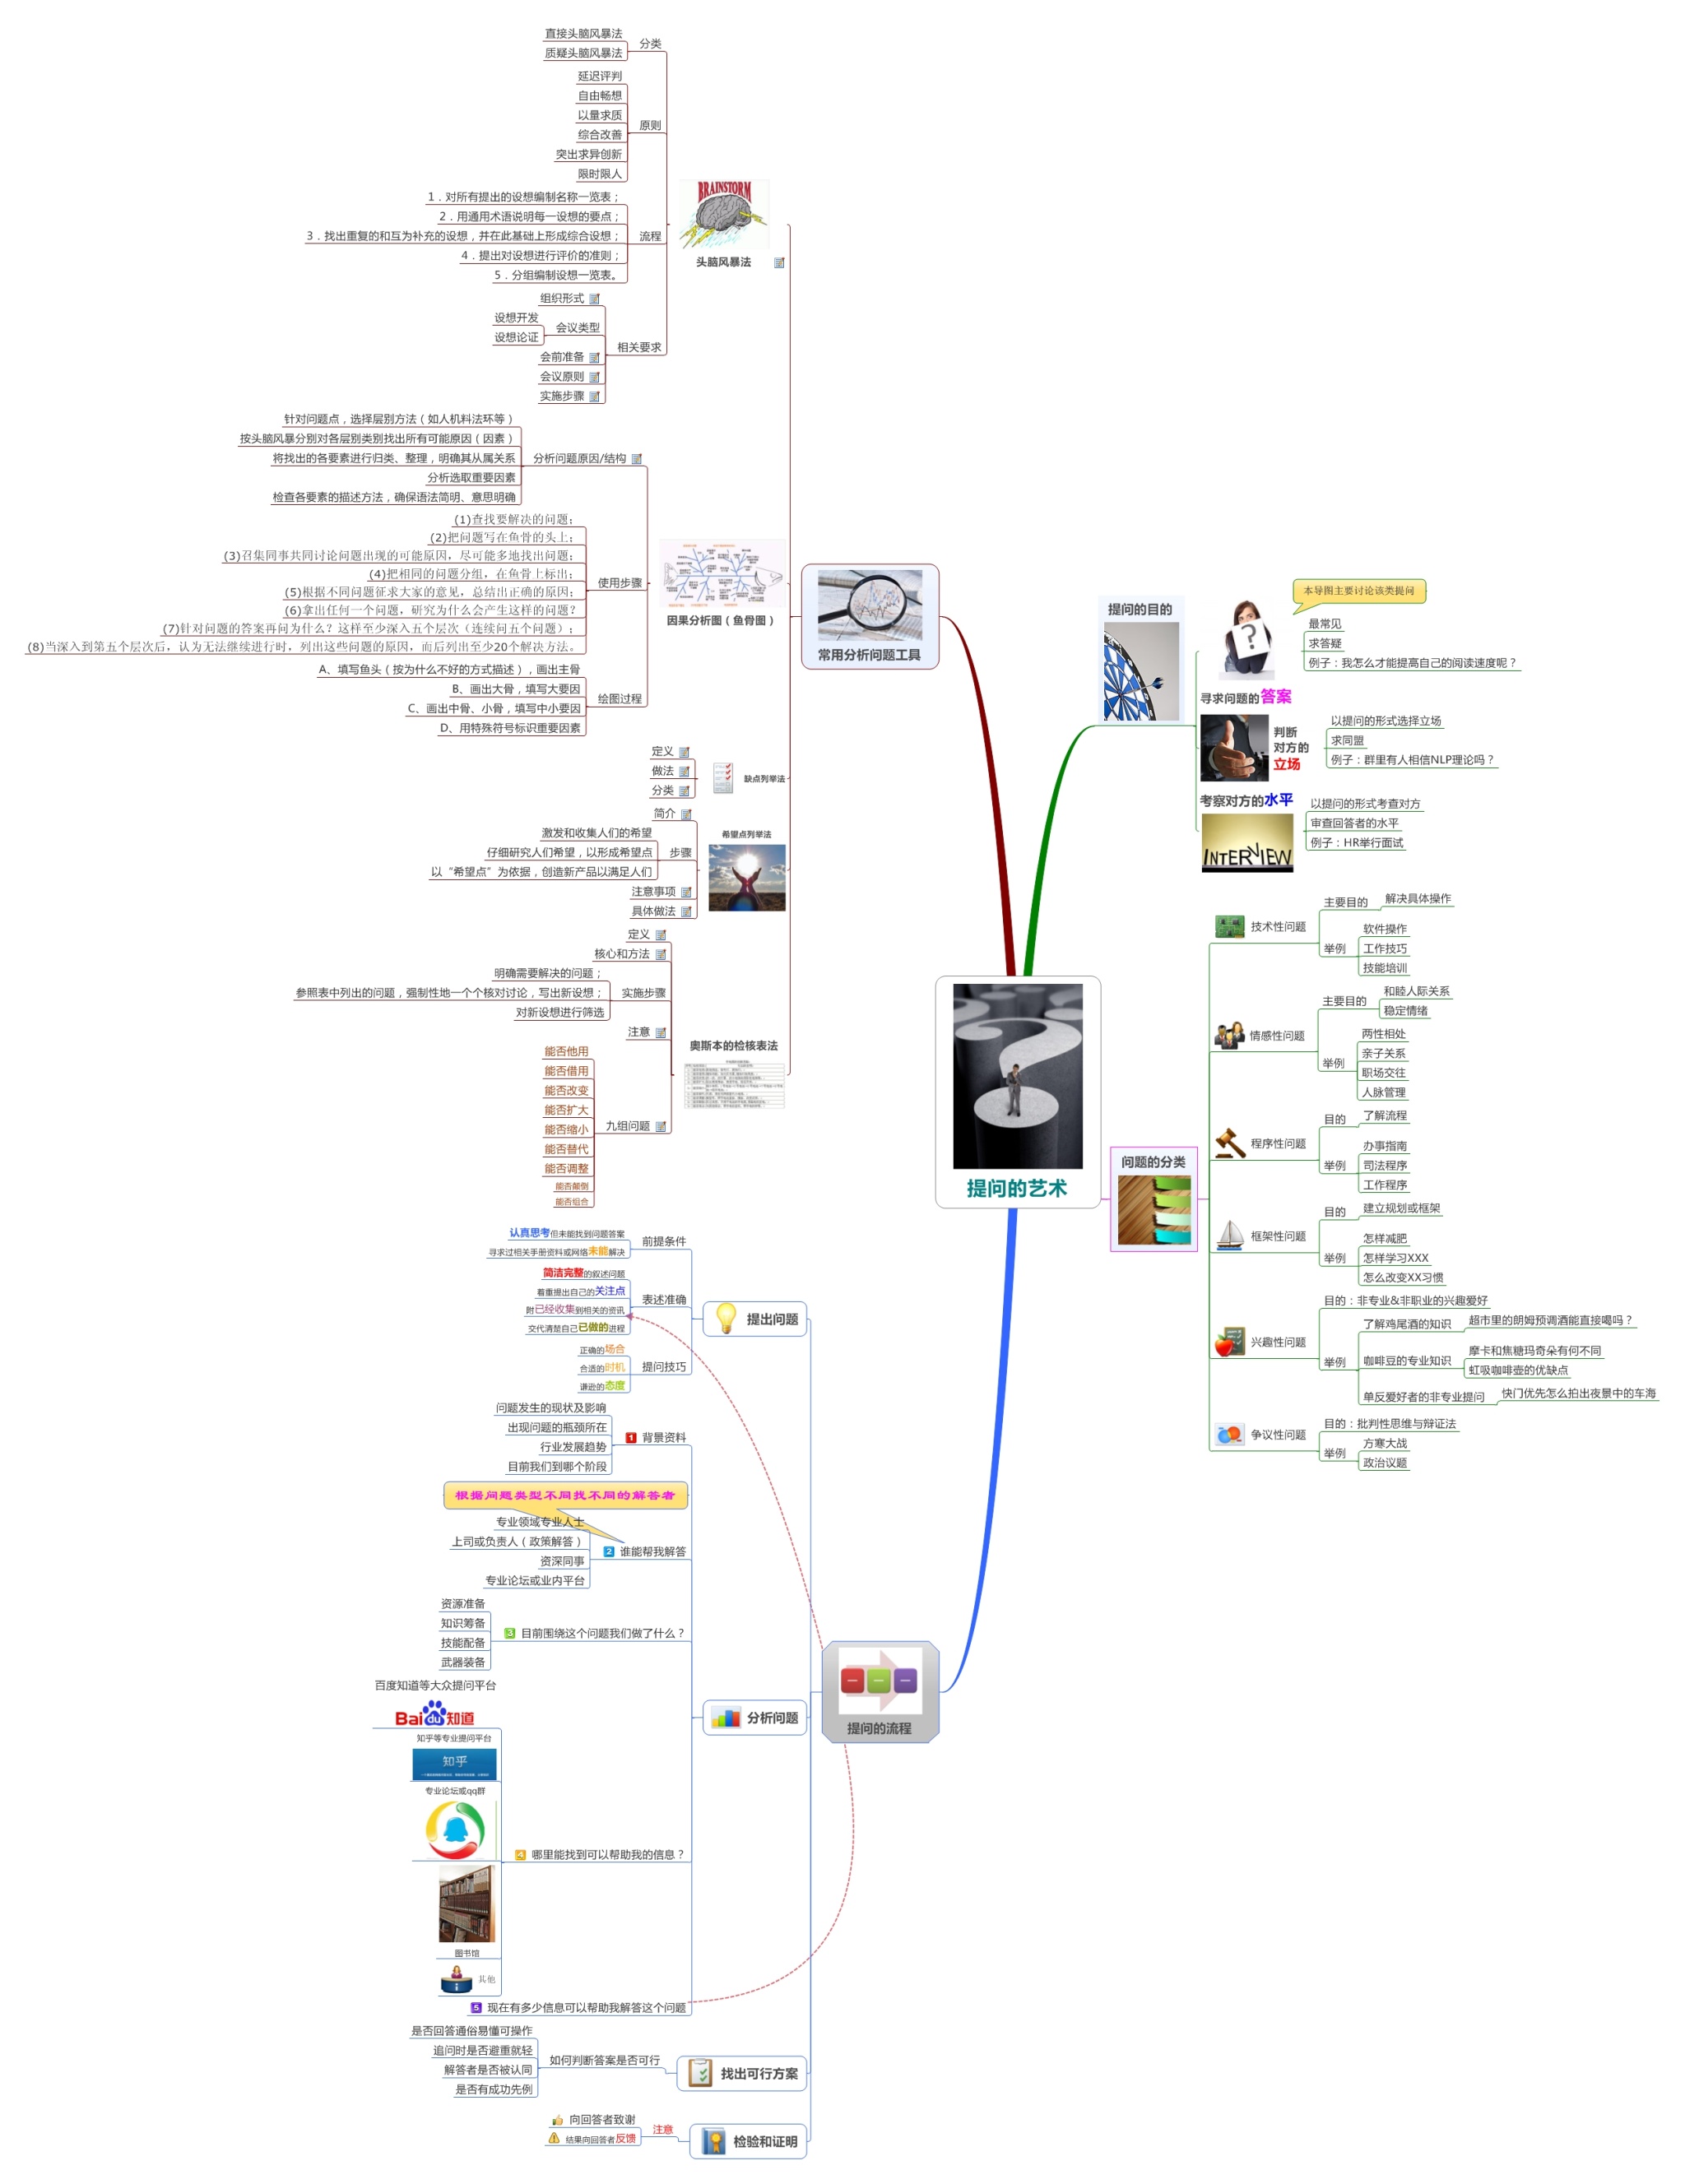 提问的艺术
提问的目的
寻求问题的答案
本导图主要讨论该类提问
最常见
求答疑
例子：我怎么才能提高自己的阅读速度呢？
判断
对方的
立场
以提问的形式选择立场
求同盟
例子：群里有人相信NLP理论吗？
考察对方的水平
INTERVIEW
以提问的形式考查对方
审查回答者的水平
例子：HR举行面试
问题的分类
技术性问题
主要目的
解决具体操作
举例
软件操作
工作技巧
技能培训
情感性问题
主要目的
和睦人际关系
稳定情绪
举例
两性相处
亲子关系
职场交往
人脉管理
程序性问题
目的
了解流程
举例
办事指南
司法程序
工作程序
框架性问题
目的
建立规划或框架
举例
怎样减肥
怎样学习XXX
怎么改变XX习惯
兴趣性问题
目的：非专业&非职业的兴趣爱好
举例
了解鸡尾酒的知识
超市里的朗姆预调酒能直接喝吗？
咖啡豆的专业知识
摩卡和焦糖玛奇朵有何不同
虹吸咖啡壶的优缺点
单反爱好者的非专业提问
快门优先怎么拍出夜景中的车海
争议性问题
目的：批判性思维与辩证法
举例
方寒大战
政治议题
常用分析问题工具
BRAINSTORM
头脑风暴法
分类
直接头脑风暴法
质疑头脑风暴法
原则
延迟评判
自由畅想
以量求质
综合改善
突出求异创新
限时限人
流程
1．对所有提出的设想编制名称一览表；
2．用通用术语说明每一设想的要点；
3．找出重复的和互为补充的设想，并在此基础上形成综合设想；
4．提出对设想进行评价的准则；
5．分组编制设想一览表。
相关要求
组织形式
会议类型
设想开发
设想论证
会前准备
会议原则
实施步骤
因果分析图（鱼骨图）
分析问题原因/结构
针对问题点，选择层别方法（如人机料法环等）
按头脑风暴分别对各层别类别找出所有可能原因（因素）
将找出的各要素进行归类、整理，明确其从属关系
分析选取重要因素
检查各要素的描述方法，确保语法简明、意思明确
使用步骤
(1)查找要解决的问题；
(2)把问题写在鱼骨的头上；
(3)召集同事共同讨论问题出现的可能原因，尽可能多地找出问题；
(4)把相同的问题分组，在鱼骨上标出；
(5)根据不同问题征求大家的意见，总结出正确的原因；
(6)拿出任何一个问题，研究为什么会产生这样的问题？
(7)针对问题的答案再问为什么？这样至少深入五个层次（连续问五个问题）；
(8)当深入到第五个层次后，认为无法继续进行时，列出这些问题的原因，而后列出至少20个解决方法。
绘图过程
A、填写鱼头（按为什么不好的方式描述），画出主骨
B、画出大骨，填写大要因
C、画出中骨、小骨，填写中小要因
D、用特殊符号标识重要因素
缺点列举法
定义
做法
分类
希望点列举法
简介
步骤
激发和收集人们的希望
仔细研究人们希望，以形成希望点
以“希望点”为依据，创造新产品以满足人们
注意事项
具体做法
奥斯本的检核表法
定义
核心和方法
实施步骤
明确需要解决的问题；
参照表中列出的问题，强制性地一个个核对讨论，写出新设想；
对新设想进行筛选
注意
九组问题
能否他用
能否借用
能否改变
能否扩大
能否缩小
能否替代
能否调整
能否颠倒
能否组合
提问的流程
提出问题
前提条件
认真思考但未能找到问题答案
寻求过相关手册资料或网络未能解决
表述准确
简洁完整的叙述问题
着重提出自己的关注点
附已经收集到相关的资讯
交代清楚自己已做的进程
提问技巧
正确的场合
合适的时机
谦逊的态度
分析问题
1 背景资料
问题发生的现状及影响
出现问题的瓶颈所在
行业发展趋势
目前我们到哪个阶段
根据问题类型不同找不同的解答者
2 谁能帮我解答
专业领域专业人士
上司或负责人（政策解答）
资深同事
专业论坛或业内平台
3 目前围绕这个问题我们做了什么？
资源准备
知识筹备
技能配备
武器装备
4 哪里能找到可以帮助我的信息？
百度知道等大众提问平台
Baidu知道
知乎等专业提问平台
知乎
专业论坛或qq群
图书馆
其他
5 现在有多少信息可以帮助我解答这个问题
找出可行方案
如何判断答案是否可行
是否回答通俗易懂可操作
追问时是否避重就轻
解答者是否被认同
是否有成功先例
检验和证明
注意
向回答者致谢
结果向回答者反馈